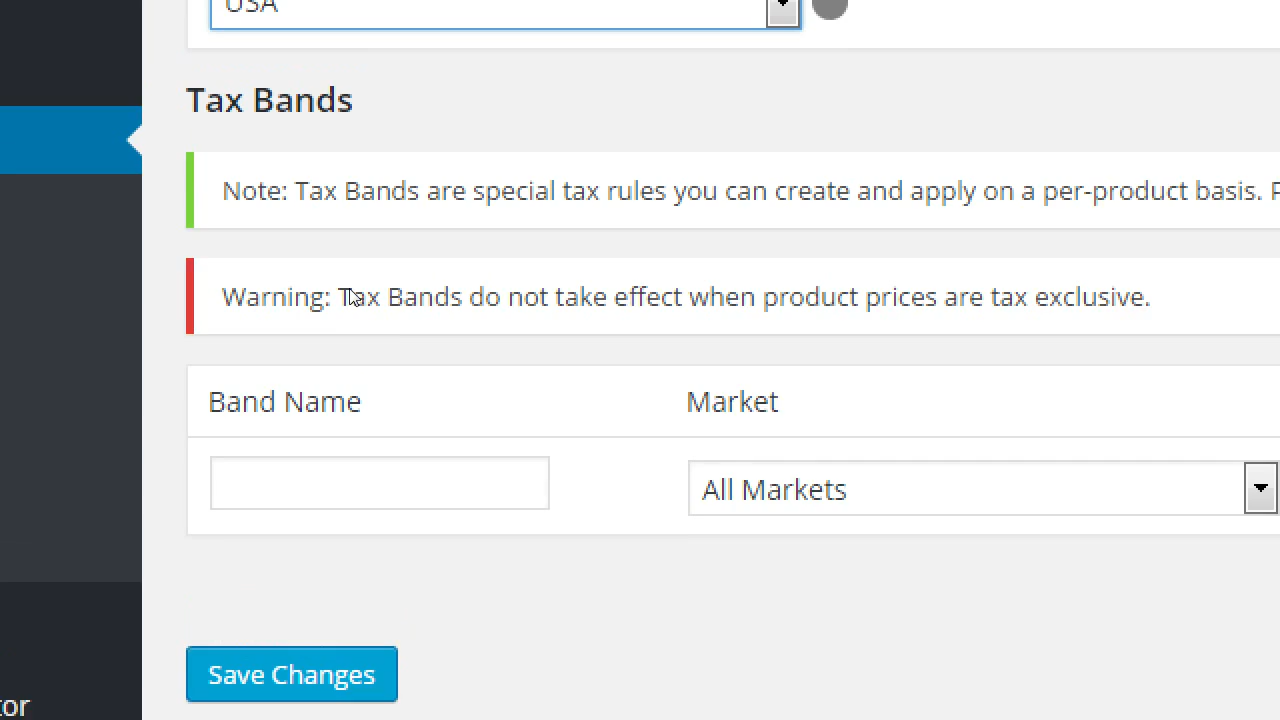 USA
Tax Bands
Note: Tax Bands are special tax rules you can create and apply on a per-product basis.
Warning: Tax Bands do not take effect when product prices are tax exclusive.
Band Name Market
All Markets
Save Changes
tor